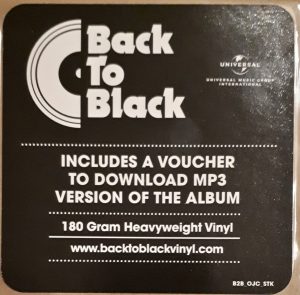 Back
To
Black
UNIVERSAL
UNIVERSAL MUSIC GROUP
INTERNATIONAL
INCLUDES A VOUCHER
TO DOWNLOAD MP3
VERSION OF THE ALBUM
180 Gram Heavyweight Vinyl
www.backtoblackvinyl.com
B2B_OJC_STK